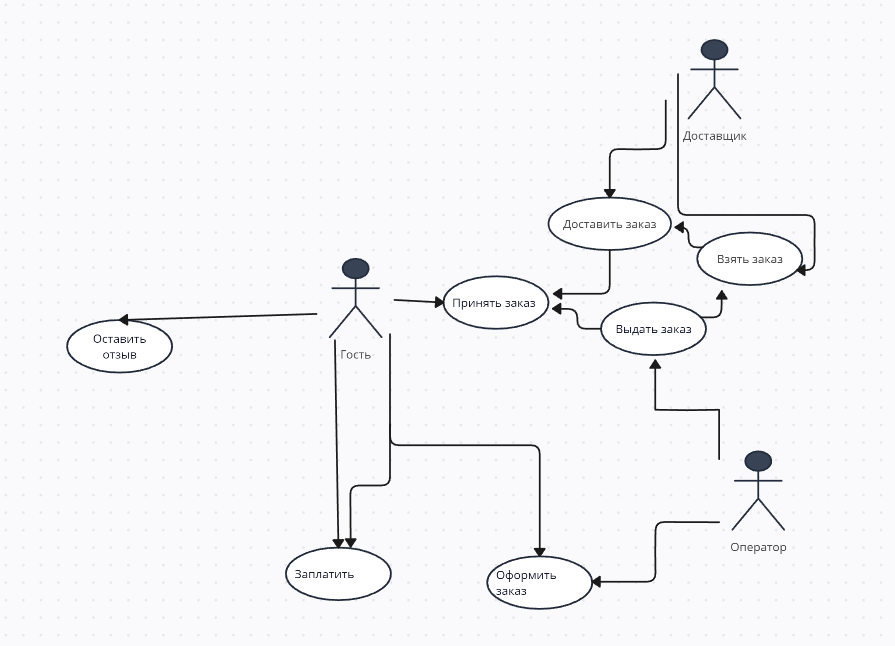 Доставщик
Доставить заказ
Взять заказ
Принять заказ
Выдать заказ
Оставить
отзыв
Гость
Оператор
Заплатить
Оформить
заказ